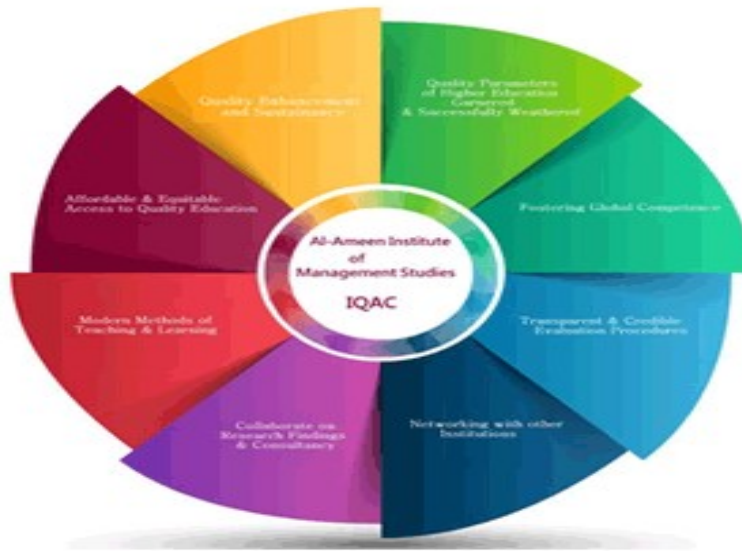 Quality Enhancement
and Sustainance
Quality Parameters
of Higher Education
Garnered
& Successfully Weathered
Affordable & Equitable
Access to Quality Education
Fostering Global Competence
Al-Ameen Institute
of
Management Studies
IQAC
Modern Methods of
Teaching & Learning
Transparent & Credible
Evaluation Procedures
Collaborate on
Research Findings
& Consultancy
Networking with other
Institutions